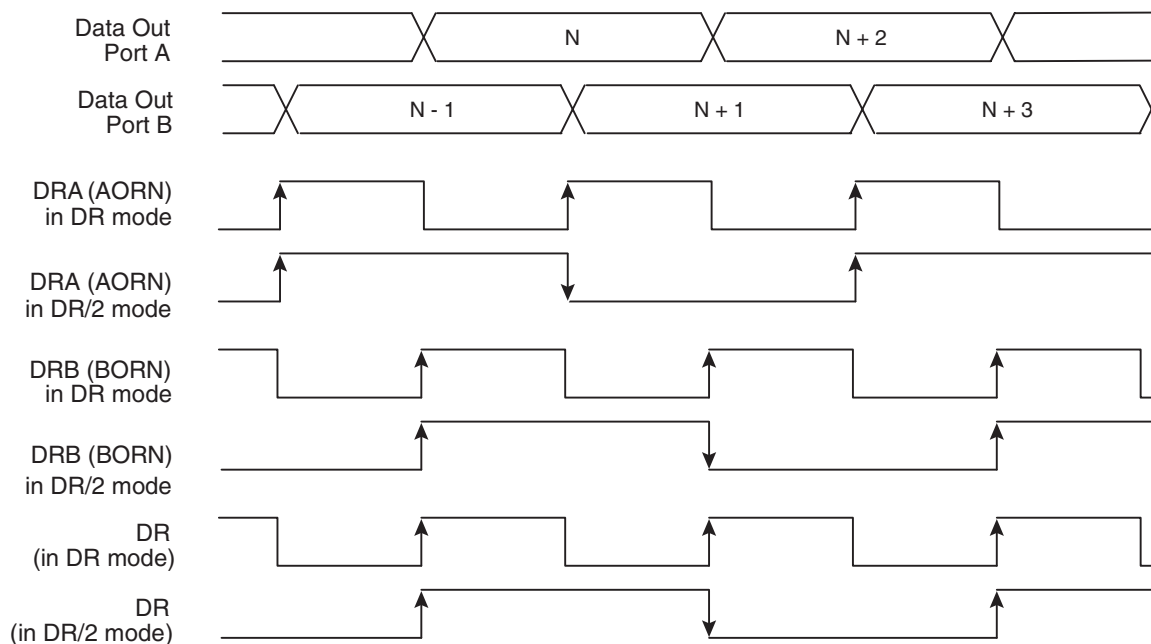 Data Out
Port A
N
N + 2
Data Out
Port B
N - 1
N + 1
N + 3
DRA (AORN)
in DR mode
DRA (AORN)
in DR/2 mode
DRB (BORN)
in DR mode
DRB (BORN)
in DR/2 mode
DR
(in DR mode)
DR
(in DR/2 mode)